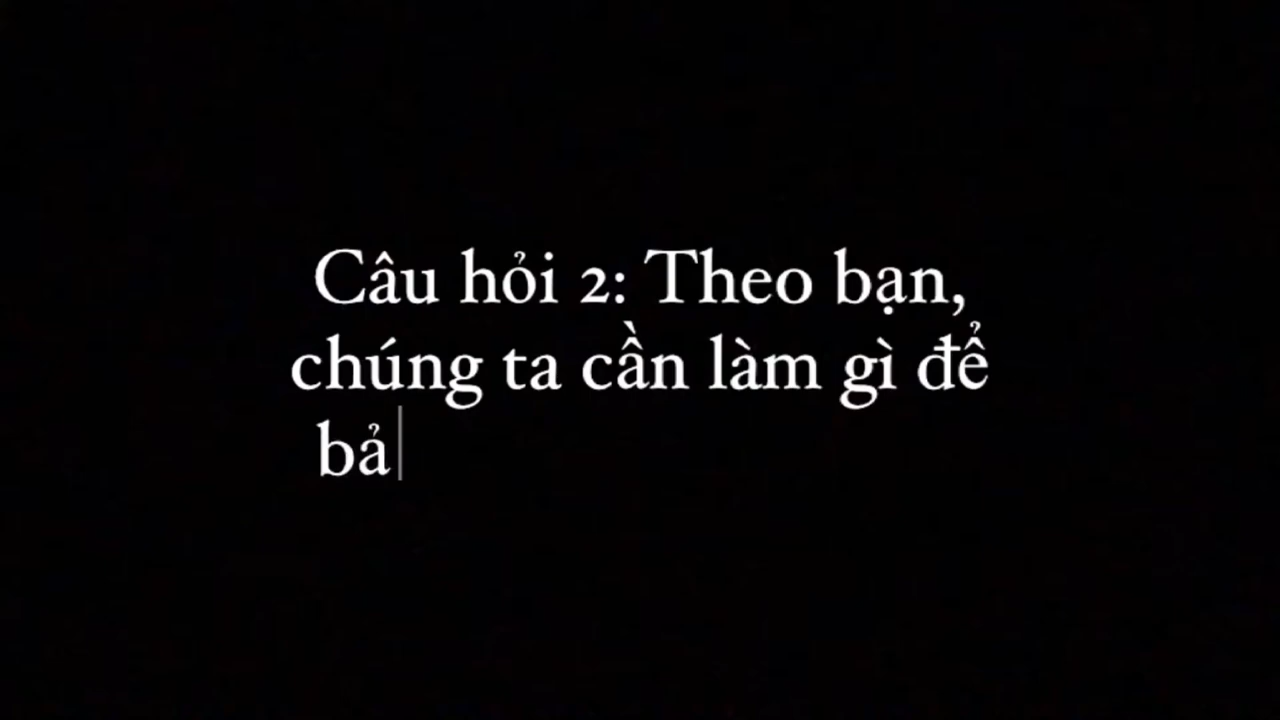 Câu hỏi 2: Theo bạn,
chúng ta cần làm gì để
bả